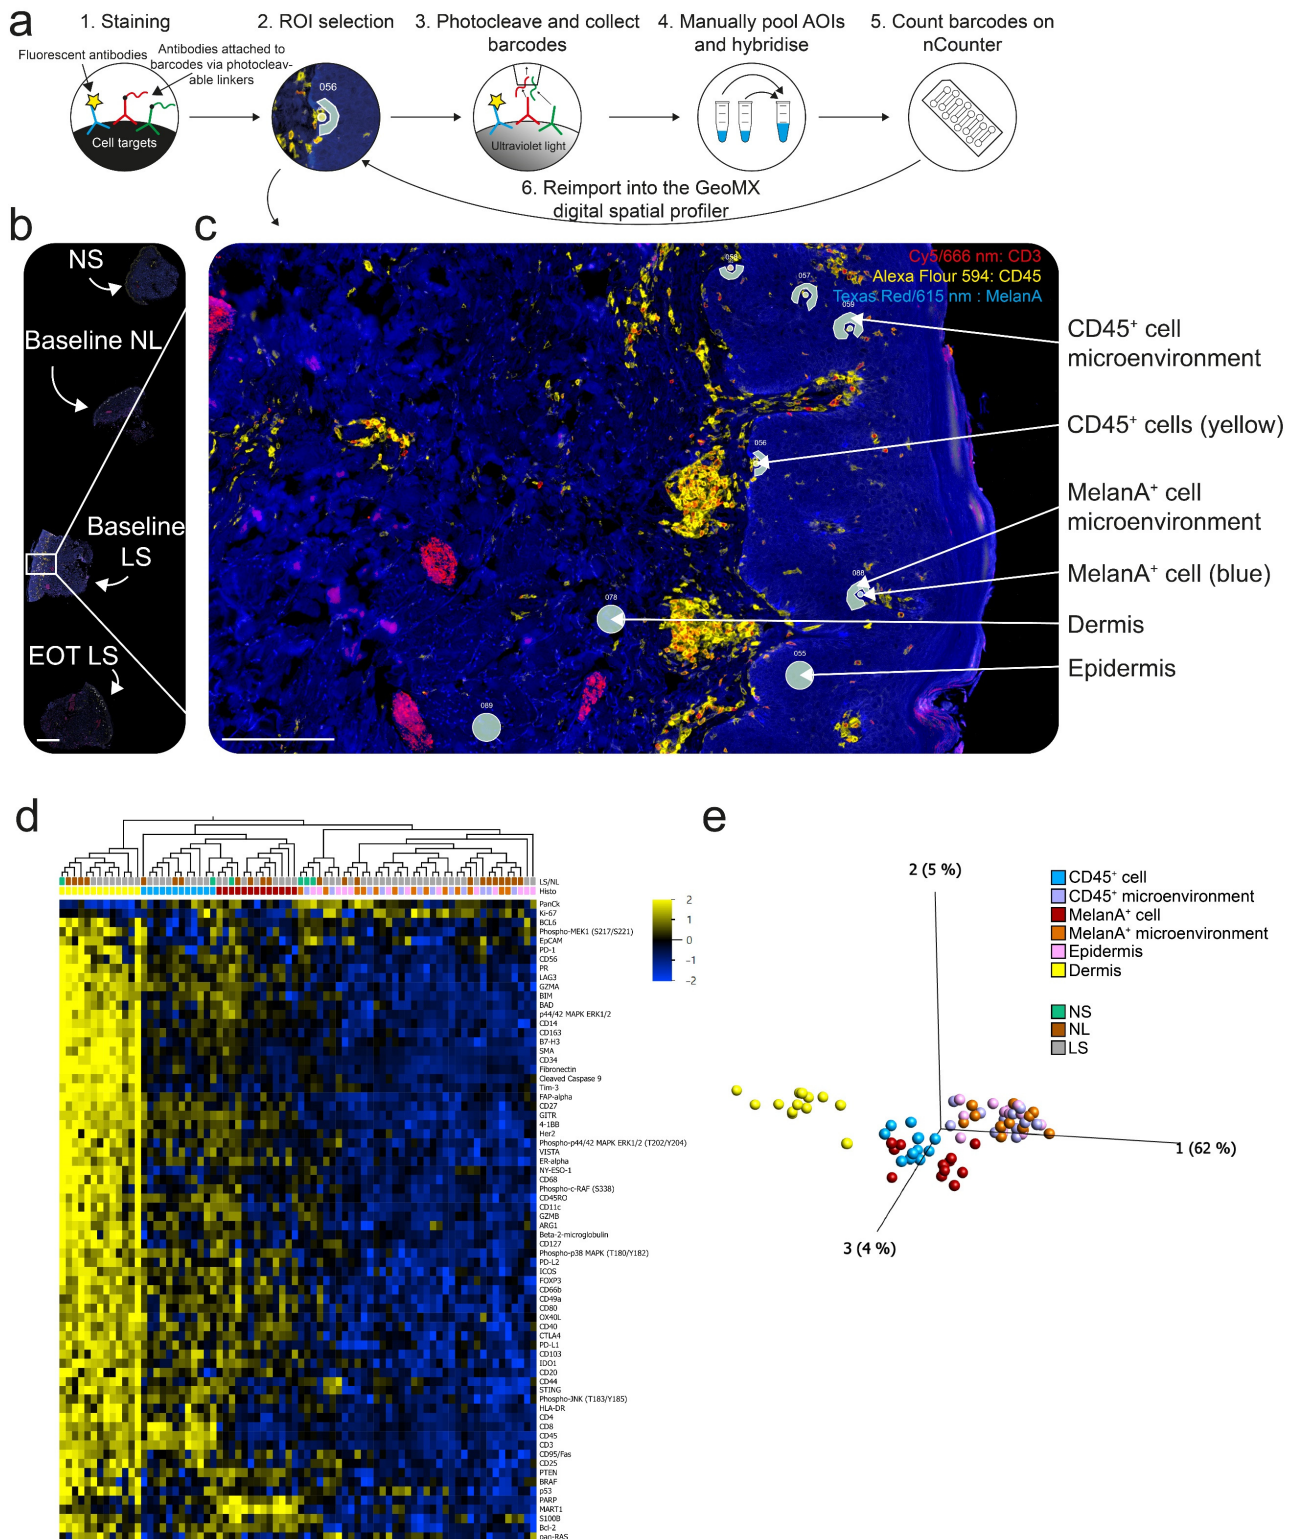 a
1. Staining
2. ROI selection
3. Photocleave and collect
barcodes
4. Manually pool AOIs
and hybridise
5. Count barcodes on
nCounter
Fluorescent antibodies
Antibodies attached to
barcodes via photocleav-
able linkers
Cell targets
056
Ultraviolet light
6. Reimport into the GeoMX
digital spatial profiler
b
NS
Baseline NL
Baseline
LS
EOT LS
c
Cy5/666 nm: CD3
Alexa Flour 594: CD45
Texas Red/615 nm : MelanA
057
059
056
088
078
055
089
CD45⁺ cell
microenvironment
CD45⁺ cells (yellow)
MelanA⁺ cell
microenvironment
MelanA⁺ cell (blue)
Dermis
Epidermis
d
LS/NL
Histo
PanCk
Ki-67
BCL6
Phospho-MEK1 (S217/S221)
EpCAM
PD-1
CD56
PR
LAG3
GZMA
BIM
BAD
p44/42 MAPK ERK1/2
CD14
CD163
B7-H3
SMA
CD34
Fibronectin
Cleaved Caspase 9
Tim-3
FAP-alpha
CD27
GITR
4-1BB
Her2
Phospho-p44/42 MAPK ERK1/2 (T202/Y204)
VISTA
ER-alpha
NY-ESO-1
CD68
Phospho-c-RAF (S338)
CD45RO
CD11c
GZMB
ARG1
Beta-2-microglobulin
CD127
Phospho-p38 MAPK (T180/Y182)
PD-L2
ICOS
FOXP3
CD66b
CD49a
CD80
OX40L
CD40
CTLA4
PD-L1
CD103
IDO1
CD20
CD44
STING
Phospho-JNK (T183/Y185)
HLA-DR
CD4
CD8
CD45
CD3
CD95/Fas
CD25
PTEN
BRAF
p53
PARP
MART1
S100B
Bcl-2
pan-RAS
2
1
0
-1
-2
e
2 (5 %)
1 (62 %)
3 (4 %)
CD45⁺ cell
CD45⁺ microenvironment
MelanA⁺ cell
MelanA⁺ microenvironment
Epidermis
Dermis
NS
NL
LS